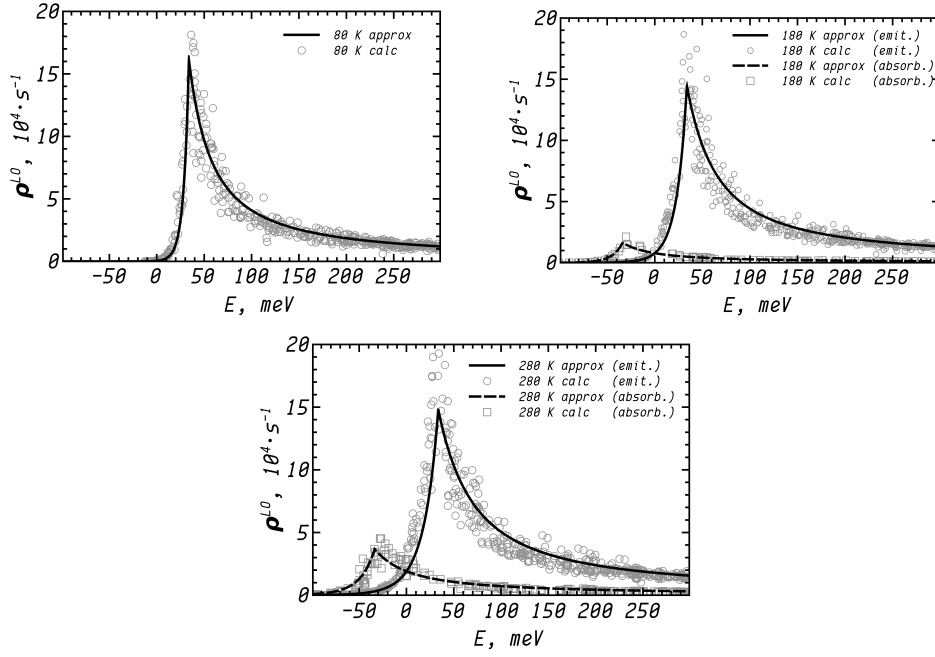 20
15
10
5
0
ρ^LO, 10^4·s^-1
80 K approx
80 K calc
-50 0 50 100 150 200 250
E, meV
20
15
10
5
0
ρ^LO, 10^4·s^-1
180 K approx (emit.)
180 K calc (emit.)
180 K approx (absorb.)
180 K calc (absorb.)
-50 0 50 100 150 200 250
E, meV
20
15
10
5
0
ρ^LO, 10^4·s^-1
280 K approx (emit.)
280 K calc (emit.)
280 K approx (absorb.)
280 K calc (absorb.)
-50 0 50 100 150 200 250
E, meV